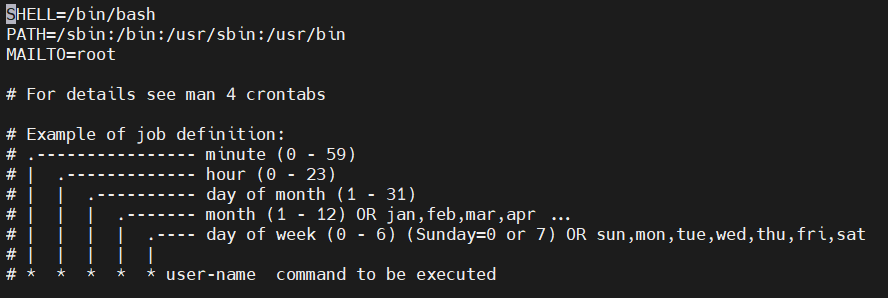 SHELL=/bin/bash
PATH=/sbin:/bin:/usr/sbin:/usr/bin
MAILTO=root

# For details see man 4 crontabs

# Example of job definition:
# .---------------- minute (0 - 59)
# |  .------------- hour (0 - 23)
# |  |  .---------- day of month (1 - 31)
# |  |  |  .------- month (1 - 12) OR jan,feb,mar,apr ...
# |  |  |  |  .---- day of week (0 - 6) (Sunday=0 or 7) OR sun,mon,tue,wed,thu,fri,sat
# |  |  |  |  |
# *  *  *  *  * user-name  command to be executed